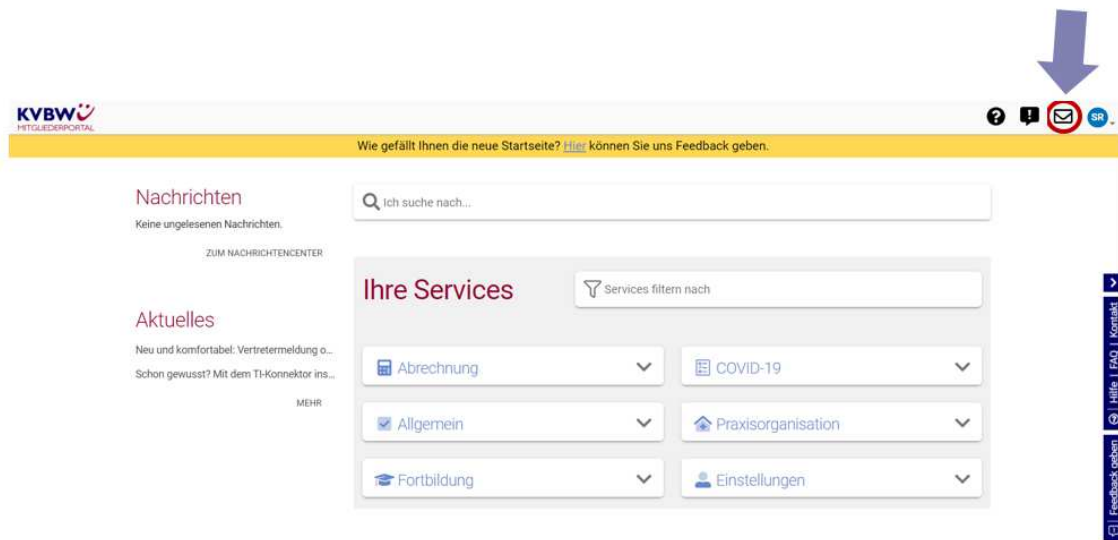 KVBW
MITGLIEDERPORTAL
SR
Wie gefällt Ihnen die neue Startseite? Hier können Sie uns Feedback geben.
Nachrichten
Keine ungelesenen Nachrichten.
ZUM NACHRICHTENCENTER
Aktuelles
Neu und komfortabel: Vertretermeldung o...
Schon gewusst? Mit dem TI-Konnektor ins...
MEHR
Ich suche nach...
Ihre Services
Services filtern nach
Abrechnung
COVID-19
Allgemein
Praxisorganisation
Fortbildung
Einstellungen
Hilfe | FAQ | Kontakt
Feedback geben